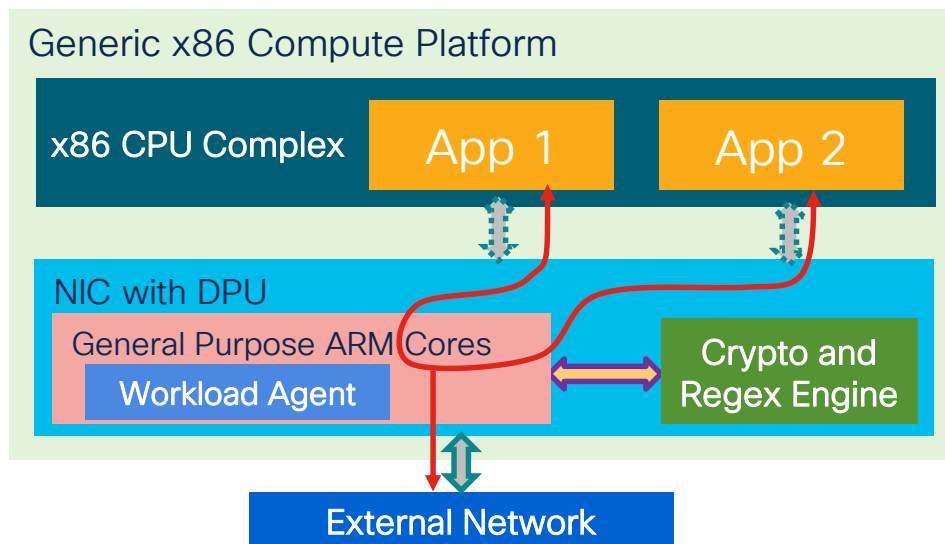 Generic x86 Compute Platform
x86 CPU Complex
App 1
App 2
NIC with DPU
General Purpose ARM Cores
Workload Agent
Crypto and
Regex Engine
External Network